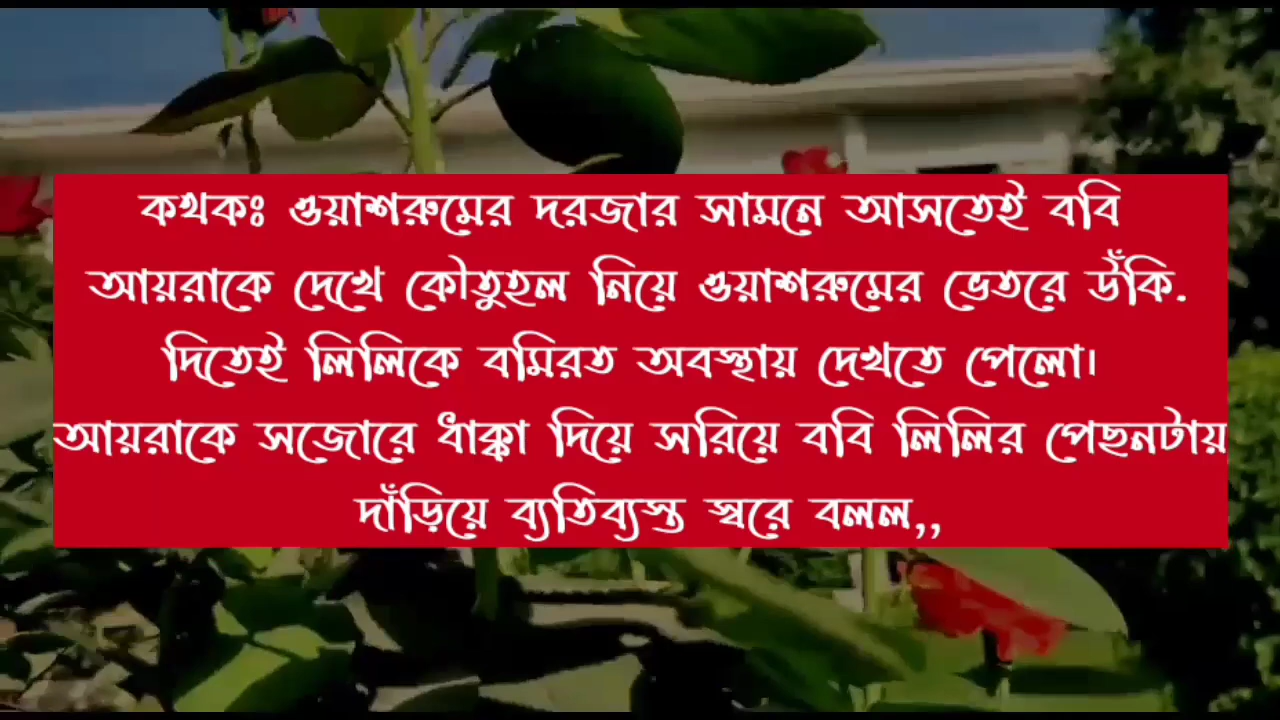 কথকঃ ওয়াশরুমের দরজার সামনে আসতেই ববি
আয়রাকে দেখে কৌতুহল নিয়ে ওয়াশরুমের ভেতরে উঁকি.
দিতেই লিলিকে বমিরত অবস্থায় দেখতে পেলো।
আয়রাকে সজোরে ধাক্কা দিয়ে সরিয়ে ববি লিলির পেছনটায়
দাঁড়িয়ে ব্যতিব্যস্ত স্বরে বলল,,